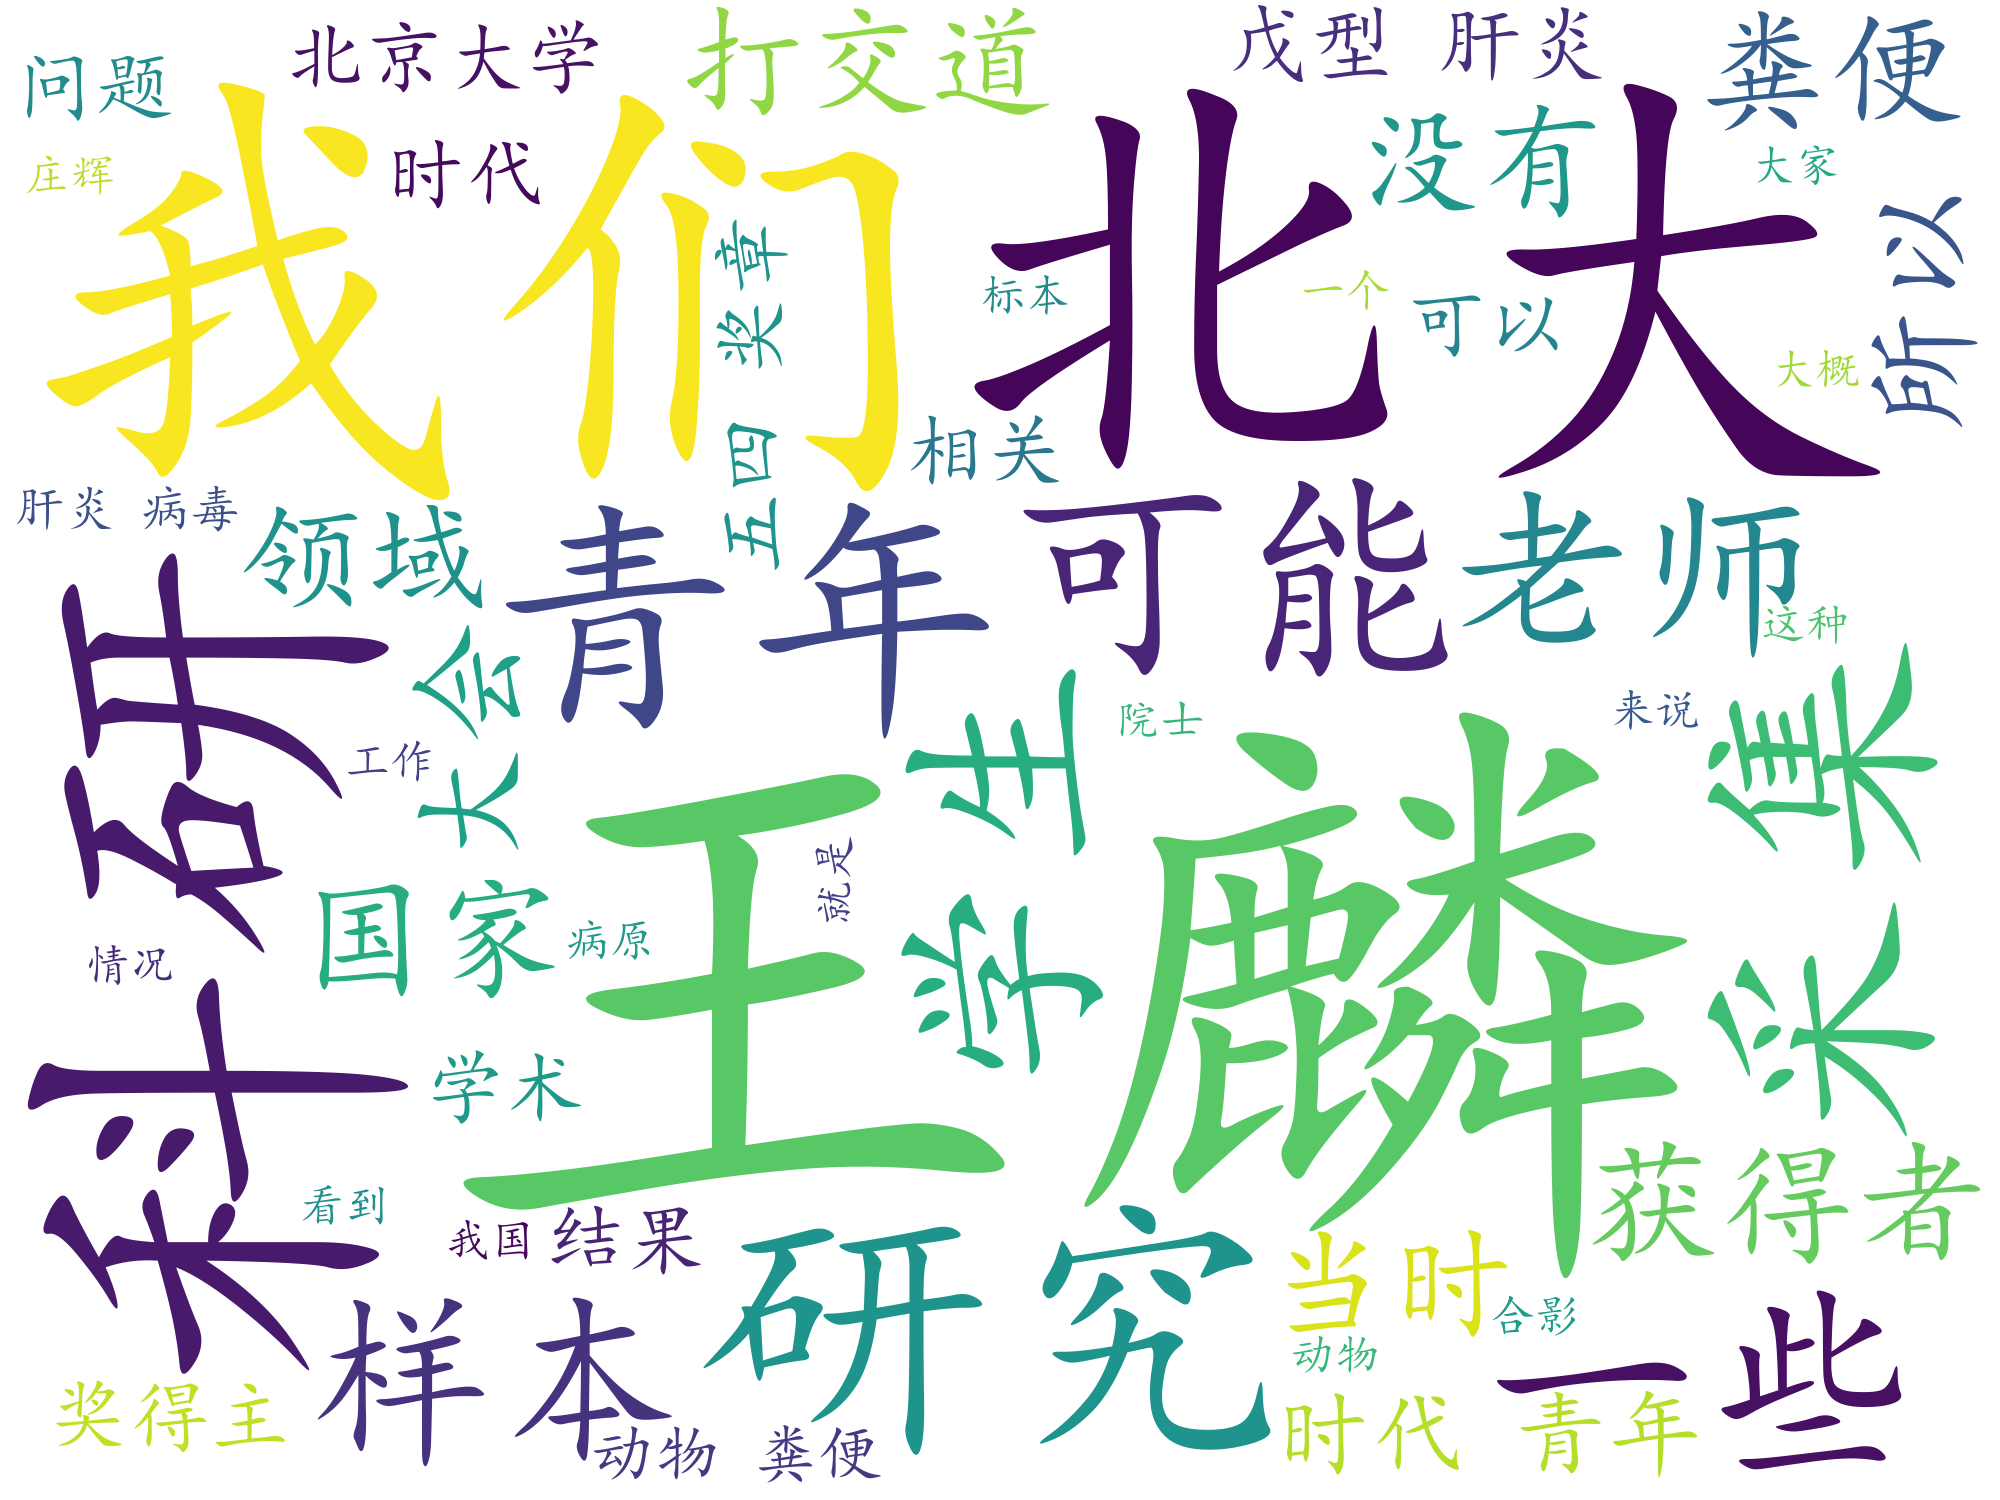 问题
北京大学
打交道
戊型 肝炎
粪便
庄辉
时代
我们
北大
没有
大家
所以
五四 奖章
标本
一个
可以
大概
相关
肝炎 病毒
领域
青年
可能
老师
这种
科研
大会
工作
学生
院士
来说
采集
王麟
就是
国家
病原
情况
学术
看到
我国
结果
研究
获得者
当时
合影
动物
一些
奖得主
样本
动物 粪便
时代 青年